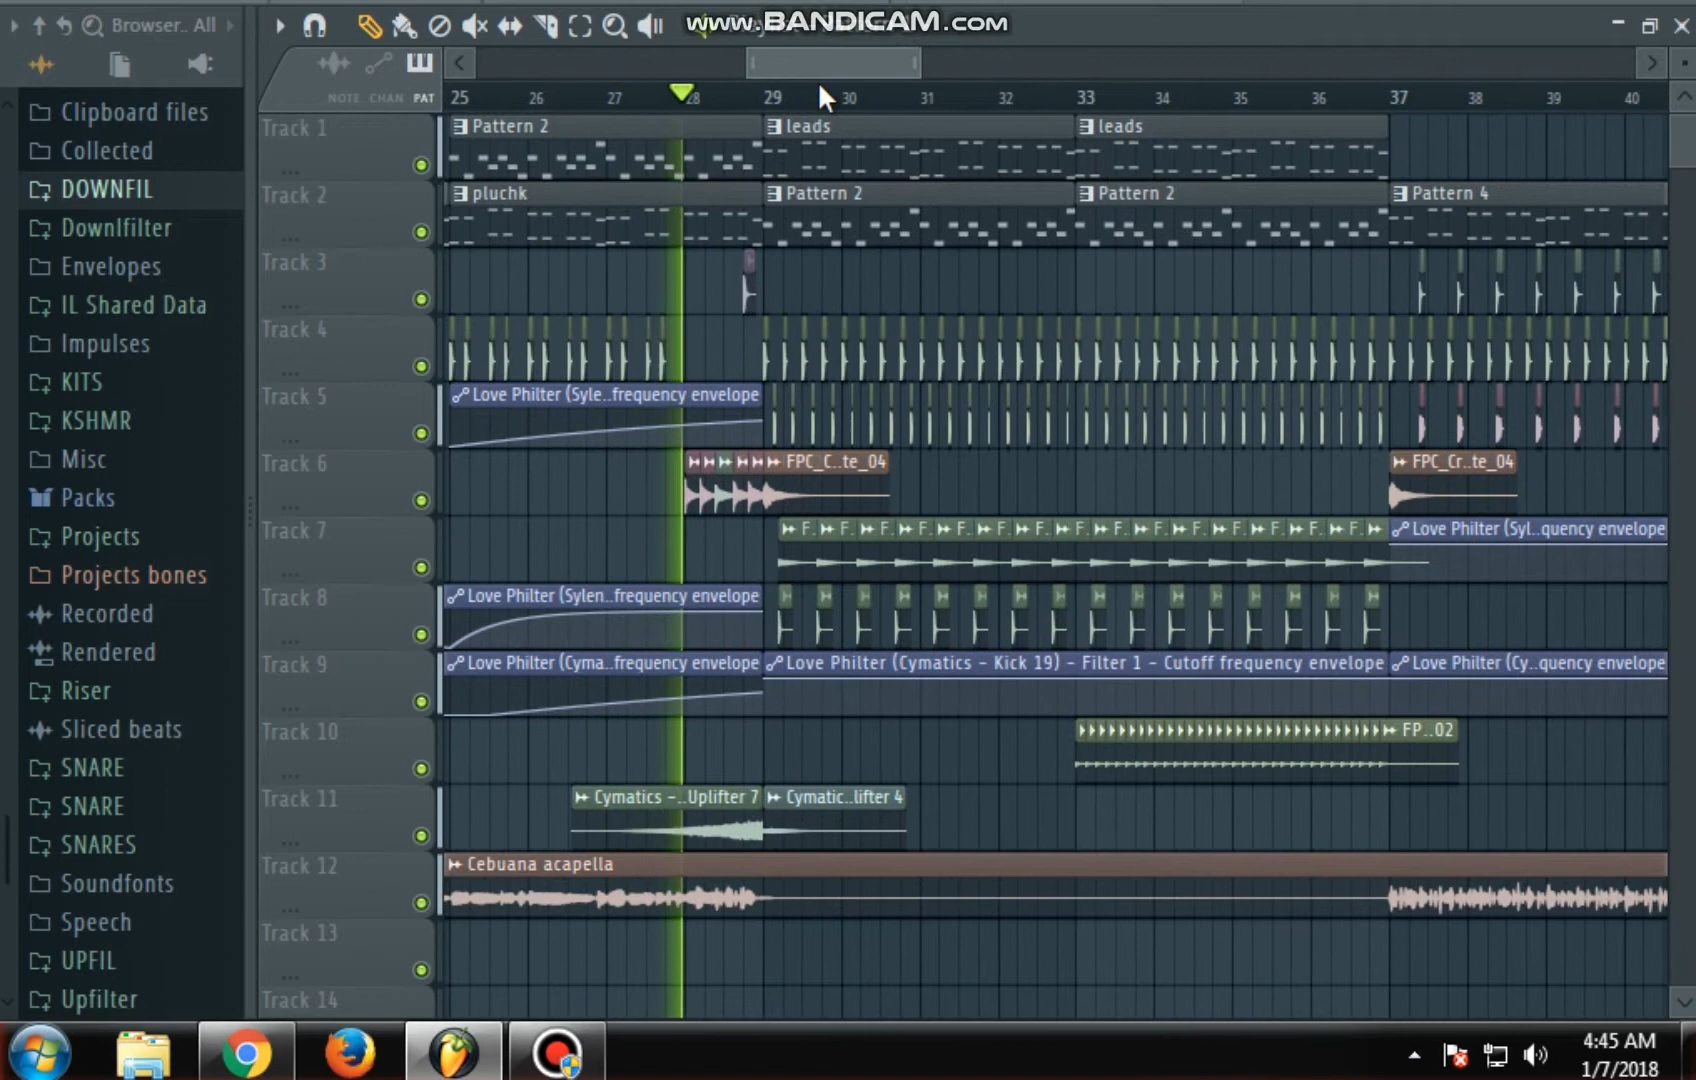 www.BANDICAM.com
Browser.. All
NOTE CHAN PAT
25 26 27 28 29 30 31 32 33 34 35 36 37 38 39 40
Clipboard files
Collected
DOWNFIL
Downlfilter
Envelopes
IL Shared Data
Impulses
KITS
KSHMR
Misc
Packs
Projects
Projects bones
Recorded
Rendered
Riser
Sliced beats
SNARE
SNARE
SNARES
Soundfonts
Speech
UPFIL
Upfilter
Track 1
Pattern 2 leads leads
Track 2
pluchk Pattern 2 Pattern 2 Pattern 4
Track 3
Track 4
Track 5
Love Philter (Syle..frequency envelope
Track 6
FPC_C..te_04 FPC_Cr..te_04
Track 7
F. F. F. F. F. F. F. F. F. F. F. F. F. F. F. Love Philter (Syl..quency envelope
Track 8
Love Philter (Sylen..frequency envelope
Track 9
Love Philter (Cyma..frequency envelope Love Philter (Cymatics - Kick 19) - Filter 1 - Cutoff frequency envelope Love Philter (Cy..quency envelope
Track 10
FP..02
Track 11
Cymatics -..Uplifter 7 Cymatic..lifter 4
Track 12
Cebuana acapella
Track 13
Track 14
4:45 AM
1/7/2018